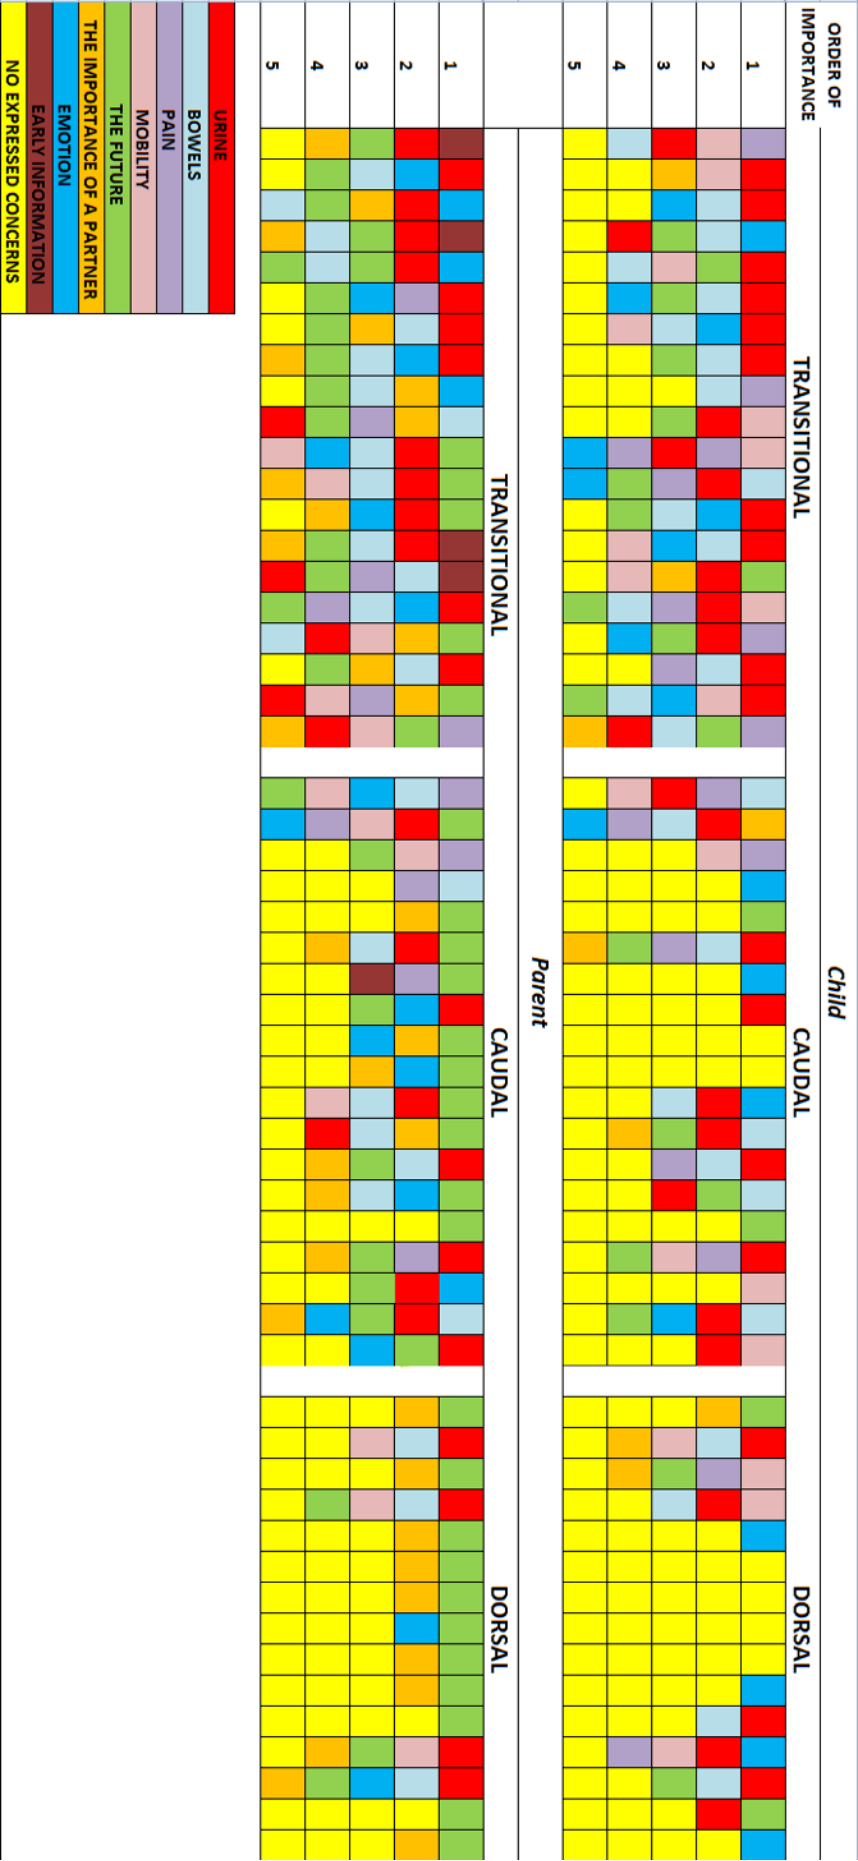 Child
ORDER OF
IMPORTANCE
TRANSITIONAL
CAUDAL
DORSAL
1
2
3
4
5
Parent
TRANSITIONAL
CAUDAL
DORSAL
1
2
3
4
5
URINE
BOWELS
PAIN
MOBILITY
THE FUTURE
THE IMPORTANCE OF A PARTNER
EMOTION
EARLY INFORMATION
NO EXPRESSED CONCERNS